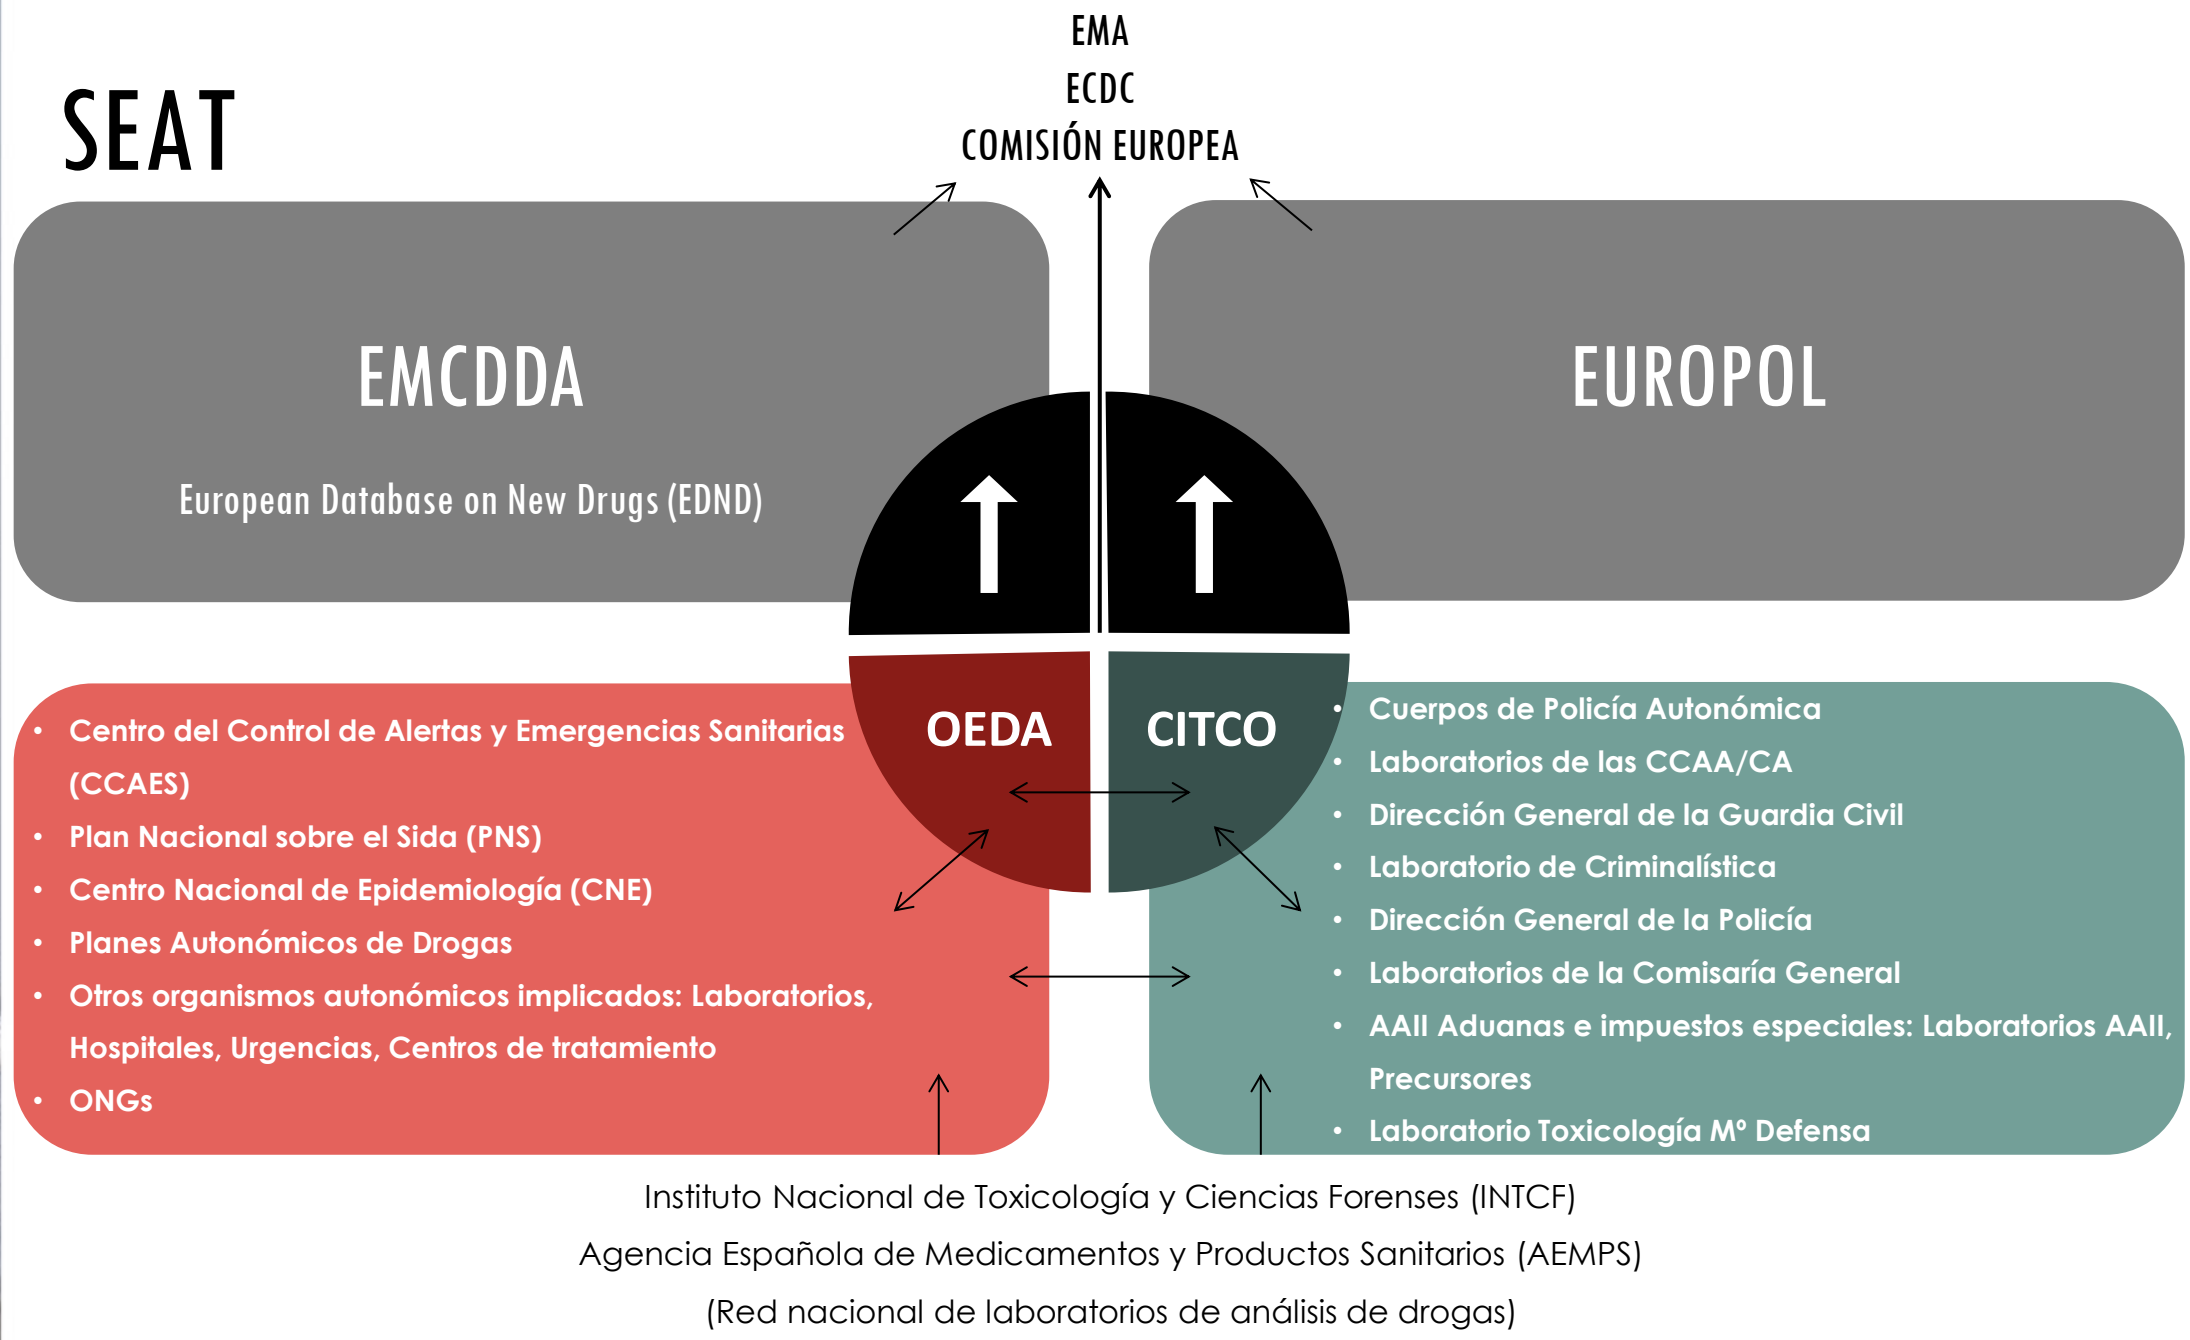 EMA
ECDC
COMISIÓN EUROPEA
SEAT
EMCDDA
European Database on New Drugs (EDND)
EUROPOL
OEDA
CITCO
• Centro del Control de Alertas y Emergencias Sanitarias
(CCAES)
• Plan Nacional sobre el Sida (PNS)
• Centro Nacional de Epidemiología (CNE)
• Planes Autonómicos de Drogas
• Otros organismos autonómicos implicados: Laboratorios,
Hospitales, Urgencias, Centros de tratamiento
• ONGs
• Cuerpos de Policía Autonómica
• Laboratorios de las CCAA/CA
• Dirección General de la Guardia Civil
• Laboratorio de Criminalística
• Dirección General de la Policía
• Laboratorios de la Comisaría General
• AAII Aduanas e impuestos especiales: Laboratorios AAII,
Precursores
• Laboratorio Toxicología Mº Defensa
Instituto Nacional de Toxicología y Ciencias Forenses (INTCF)
Agencia Española de Medicamentos y Productos Sanitarios (AEMPS)
(Red nacional de laboratorios de análisis de drogas)